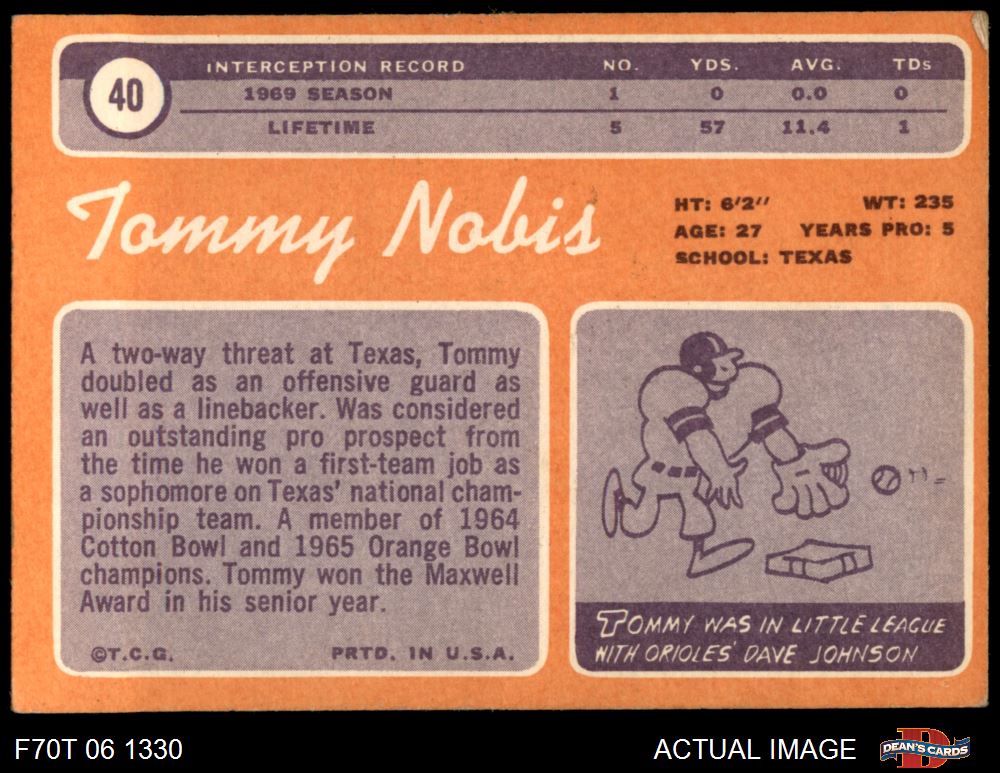 40
INTERCEPTION RECORD NO. YDS. AVG. TDs
1969 SEASON 1 0 0.0 0
LIFETIME 5 57 11.4 1
Tommy Nobis
HT: 6'2'' WT: 235
AGE: 27 YEARS PRO: 5
SCHOOL: TEXAS
A two-way threat at Texas, Tommy
doubled as an offensive guard as
well as a linebacker. Was considered
an outstanding pro prospect from
the time he won a first-team job as
a sophomore on Texas' national cham-
pionship team. A member of 1964
Cotton Bowl and 1965 Orange Bowl
champions. Tommy won the Maxwell
Award in his senior year.
©T.C.G. PRTD. IN U.S.A.
TOMMY WAS IN LITTLE LEAGUE
WITH ORIOLES' DAVE JOHNSON
F70T 06 1330
ACTUAL IMAGE
D
DEAN'S CARDS